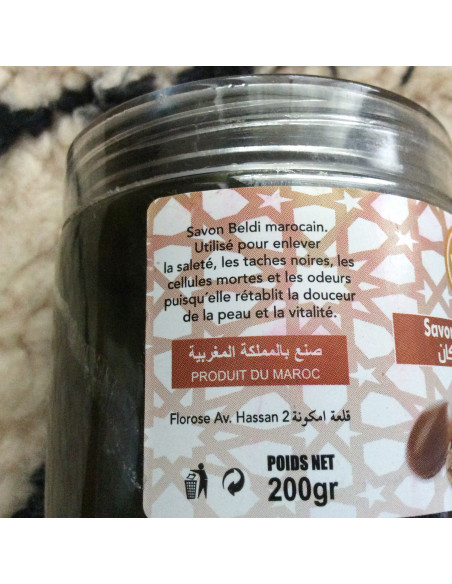 Savon Beldi marocain.
Utilisé pour enlever
la saleté, les taches noires, les
cellules mortes et les odeurs
puisqu'elle rétablit la douceur
de la peau et la vitalité.
صنع بالمملكة المغربية
PRODUIT DU MAROC
Florose Av. Hassan 2 قلعة امكونة
POIDS NET
200gr
Savon